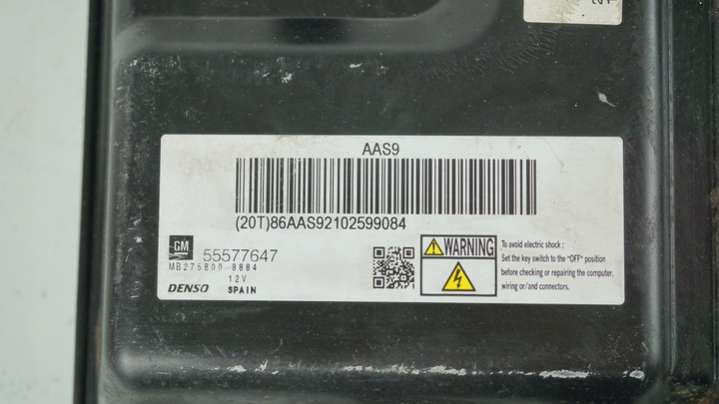 AAS9
(20T)86AAS92102599084
GM 55577647
MB275800-8884
12V
DENSO SPAIN
WARNING
To avoid electric shock :
Set the key switch to the "OFF" position
before checking or repairing the computer,
wiring or/and connectors.